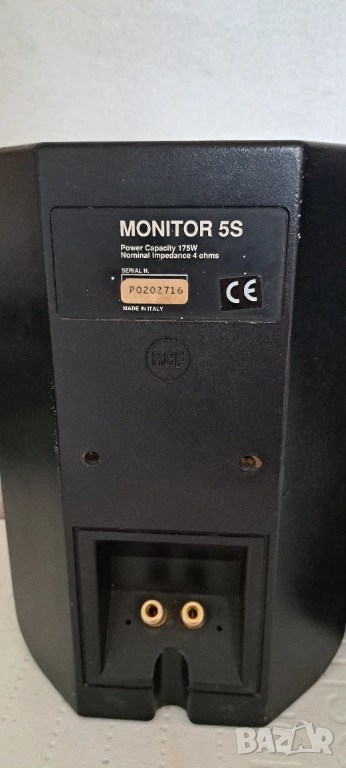 MONITOR 5S
Power Capacity 175W
Nominal Impedance 4 ohms
SERIAL N.
P0202716
MADE IN ITALY
CE
RCF
BAZAR